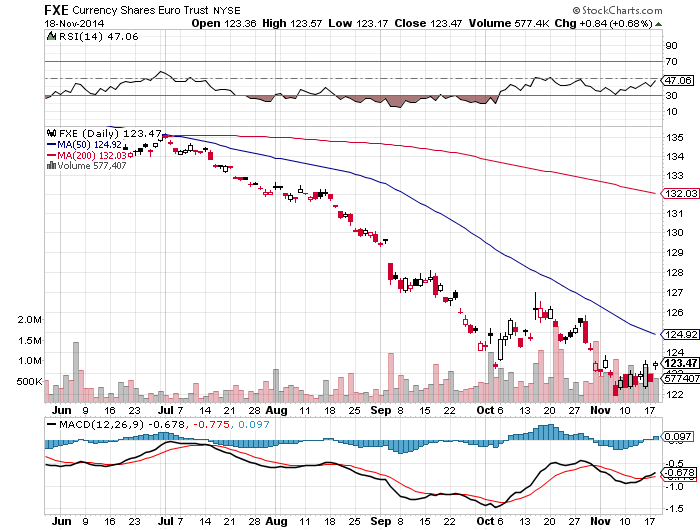 FXE Currency Shares Euro Trust NYSE © StockCharts.com
18-Nov-2014 Open 123.36 High 123.57 Low 123.17 Close 123.47 Volume 577.4K Chg +0.84 (+0.68%)
RSI(14) 47.06
90
70
47.06
30
10
FXE (Daily) 123.47
MA(50) 124.92
MA(200) 132.03
Volume 577,407
135
134
133
132.03
131
130
129
128
127
126
124.92
124
123.47
577407
122
2.0M
1.5M
1.0M
500K
Jun 9 16 23 Jul 7 14 21 28 Aug 11 18 25 Sep 8 15 22 Oct 6 13 20 27 Nov 10 17
MACD(12,26,9) -0.678, -0.775, 0.097
0.097
-0.5
-0.678
-1.0
-1.5
Jun 9 16 23 Jul 7 14 21 28 Aug 11 18 25 Sep 8 15 22 Oct 6 13 20 27 Nov 10 17